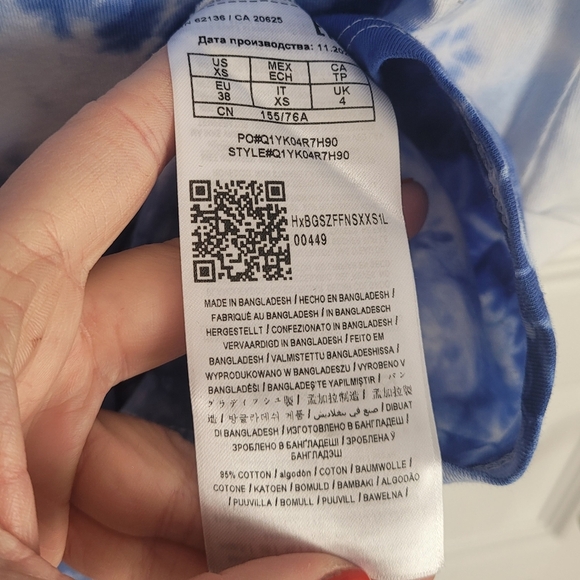 62136 / CA 20625
Дата производства: 11.20
US XS MEX ECH CA TP
EU 38 IT XS UK 4
CN 155/76A
PO#Q1YK04R7H90
STYLE#Q1YK04R7H90
HxBGSZFFNSXXS1L
00449
MADE IN BANGLADESH / HECHO EN BANGLADESH /
FABRIQUÉ AU BANGLADESH / IN BANGLADESCH
HERGESTELLT / CONFEZIONATO IN BANGLADESH /
VERVAARDIGD IN BANGLADESH / FEITO EM
BANGLADESH / VALMISTETTU BANGLADESHISSA /
WYPRODUKOWANO W BANGLADESZU / VYROBENO V
BANGLADÉŠI / BANGLADEŞ'TE YAPILMIŞTIR / バン
グラデイシュ製 / 孟加拉制造 / 孟加拉製
造 / 방글라데쉬 제품 / صنع في بنغلاديش / DIBUAT
DI BANGLADESH / ИЗГОТОВЛЕНО В БАНГЛАДЕШ /
ЗРОБЛЕНО В БАНГЛАДЕШІ / ЗРОБЛЕНА Ў
БАНГЛАДЭШ
95% COTTON / algodón / COTON / BAUMWOLLE /
COTONE / KATOEN / BOMULD / BAMBAKI / ALGODÃO
/ PUUVILLA / BOMULL / PUUVILL / BAWEŁNA /